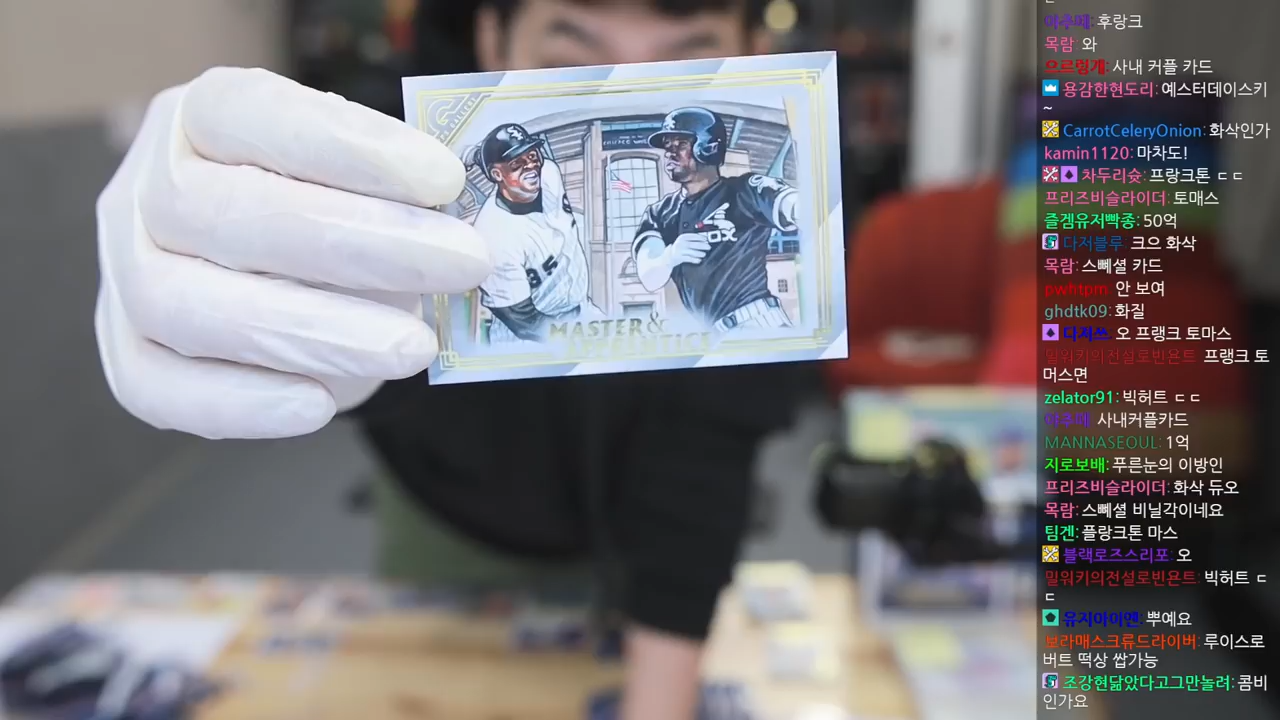 MASTER &
APPRENTICE
35
SOX
아추페: 후랑크
목람: 와
으르렁개: 사내 커플 카드
용감한현도리: 예스터데이스키
~
CarrotCeleryOnion: 화삭인가
kamin1120: 마차도!
차두리슛: 프랑크톤 ㄷㄷ
프리즈비슬라이더: 토매스
즐겜유저빡종: 50억
다저블루: 크으 화삭
목람: 스뻬셜 카드
pwhtpm: 안 보여
ghdtk09: 화질
다저쓰: 오 프랭크 토마스
밀워키의전설로빈욘트: 프랭크 토
머스면
zelator91: 빅허트 ㄷㄷ
사내커플카드
MANNASEOUL: 1억
지로보배: 푸른눈의 이방인
프리즈비슬라이더: 화삭 듀오
목람: 스뻬셜 비닐각이네요
팀겐: 플랑크톤 마스
블랙로즈스리포: 오
밀워키의전설로빈욘트: 빅허트 ㄷ
ㄷ
유지아이엔: 뿌예요
보라매스크류드라이버: 루이스로
버트 떡상 쌉가능
조강현닮았다고그만놀려: 콤비
인가요